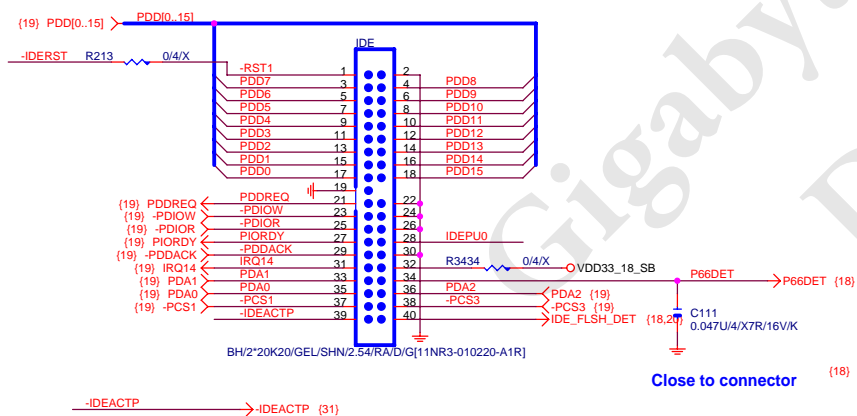 {19} PDD[0..15] PDD[0..15]
IDE
-IDERST R213 0/4/X
-RST1 1 2
PDD7 3 4 PDD8
PDD6 5 6 PDD9
PDD5 7 8 PDD10
PDD4 9 10 PDD11
PDD3 11 12 PDD12
PDD2 13 14 PDD13
PDD1 15 16 PDD14
PDD0 17 18 PDD15
19
{19} PDDREQ PDDREQ 21 22
{19} -PDIOW -PDIOW 23 24
{19} -PDIOR -PDIOR 25 26
{19} PIORDY PIORDY 27 28 IDEPU0
{19} -PDDACK -PDDACK 29 30
{19} IRQ14 IRQ14 31 32 R3434 0/4/X VDD33_18_SB
{19} PDA1 PDA1 33 34 P66DET P66DET {18}
{19} PDA0 PDA0 35 36 PDA2 PDA2 {19}
{19} -PCS1 -PCS1 37 38 -PCS3 -PCS3 {19}
-IDEACTP 39 40 IDE_FLSH_DET {18,20}
C111
0.047U/4/X7R/16V/K
BH/2*20K20/GEL/SHN/2.54/RA/D/G[11NR3-010220-A1R]
Close to connector
{18}
-IDEACTP -IDEACTP {31}
Gigaby